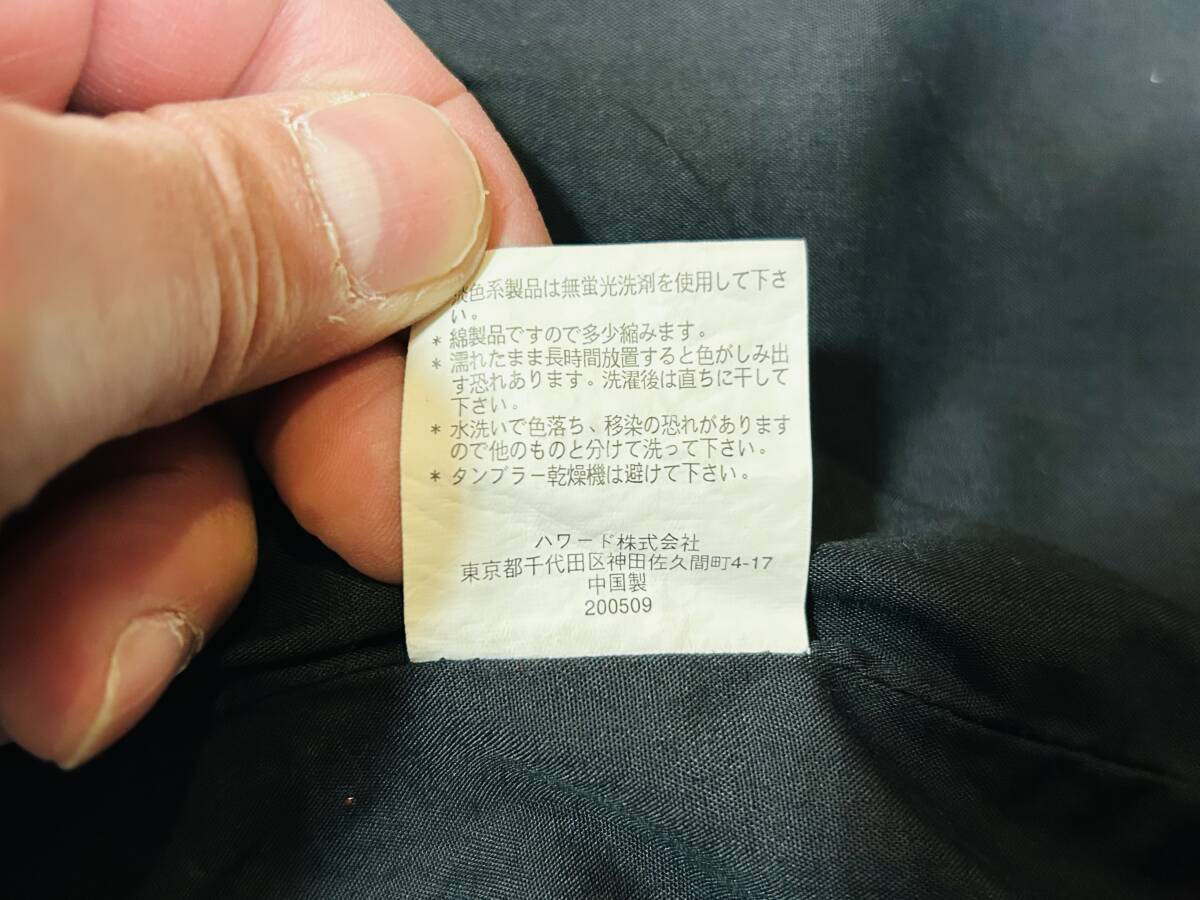 淡色系製品は無蛍光洗剤を使用して下さ
い。
* 綿製品ですので多少縮みます。
* 濡れたまま長時間放置すると色がしみ出
す恐れあります。洗濯後は直ちに干して
下さい。
* 水洗いで色落ち、移染の恐れがあります
ので他のものと分けて洗って下さい。
* タンブラー乾燥機は避けて下さい。
ハワード株式会社
東京都千代田区神田佐久間町4-17
中国製
200509